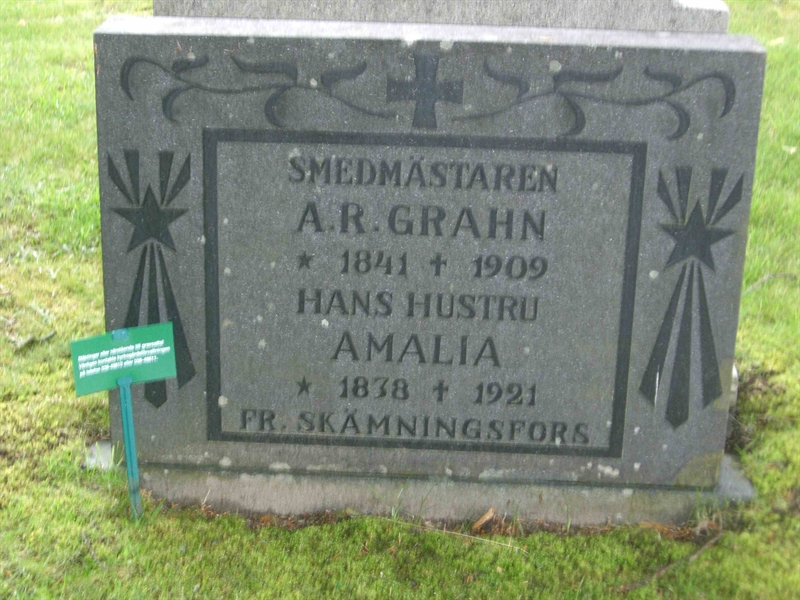 SMEDMÄSTAREN
A.R. GRAHN
★ 1841 ✝ 1909
HANS HUSTRU
AMALIA
★ 1838 ✝ 1921
FR. SKÄMNINGSFORS